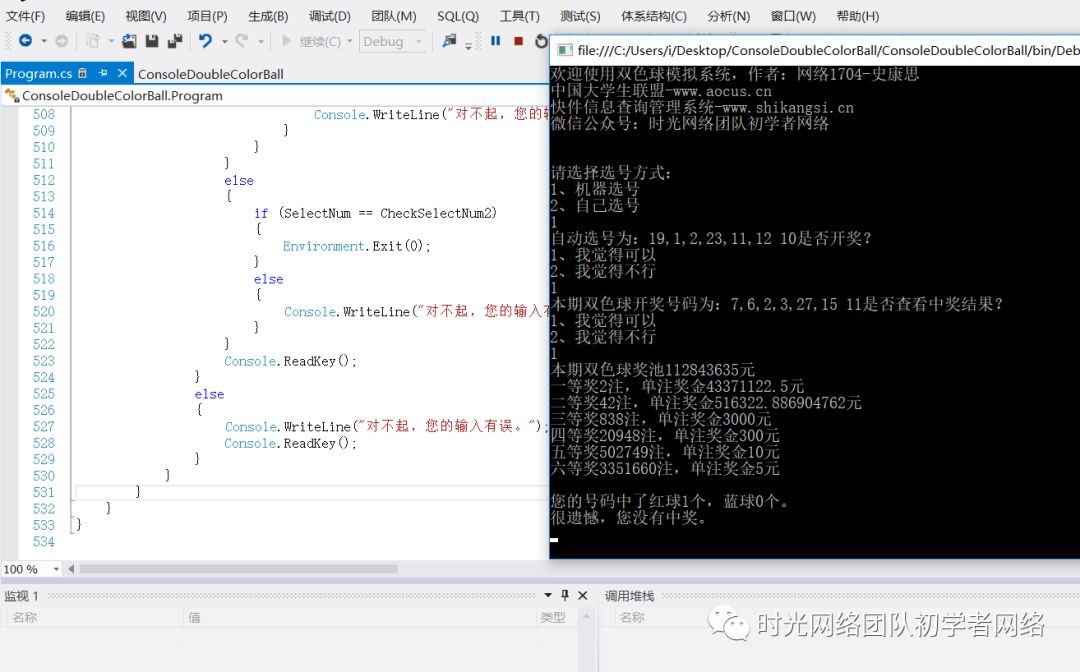 文件(F) 编辑(E) 视图(V) 项目(P) 生成(B) 调试(D) 团队(M) SQL(Q) 工具(T) 测试(S) 体系结构(C) 分析(N) 窗口(W) 帮助(H)
继续(C) Debug
Program.cs ConsoleDoubleColorBall
ConsoleDoubleColorBall.Program
508 Console.WriteLine("对不起，您的
509 }
510 }
511 }
512 else
513 {
514 if (SelectNum == CheckSelectNum2)
515 {
516 Environment.Exit(0);
517 }
518 else
519 {
520 Console.WriteLine("对不起，您的输入
521 }
522 }
523 Console.ReadKey();
524 }
525 else
526 {
527 Console.WriteLine("对不起，您的输入有误。");
528 Console.ReadKey();
529 }
530 }
531 }
532 }
533 }
534
100 %
file:///C:/Users/i/Desktop/ConsoleDoubleColorBall/ConsoleDoubleColorBall/bin/Deb
欢迎使用双色球模拟系统，作者：网络1704-史康思
中国大学生联盟-www.aocus.cn
快件信息查询管理系统-www.shikangsi.cn
微信公众号：时光网络团队初学者网络
请选择选号方式：
1、机器选号
2、自己选号
1
自动选号为：19,1,2,23,11,12 10是否开奖？
1、我觉得可以
2、我觉得不行
1
本期双色球开奖号码为：7,6,2,3,27,15 11是否查看中奖结果？
1、我觉得可以
2、我觉得不行
1
本期双色球奖池112843635元
一等奖2注，单注奖金43371122.5元
二等奖42注，单注奖金516322.886904762元
三等奖838注，单注奖金3000元
四等奖20948注，单注奖金300元
五等奖502749注，单注奖金10元
六等奖3351660注，单注奖金5元
您的号码中了红球1个，蓝球0个。
很遗憾，您没有中奖。
监视 1
名称 值 类型
调用堆栈
名称
时光网络团队初学者网络